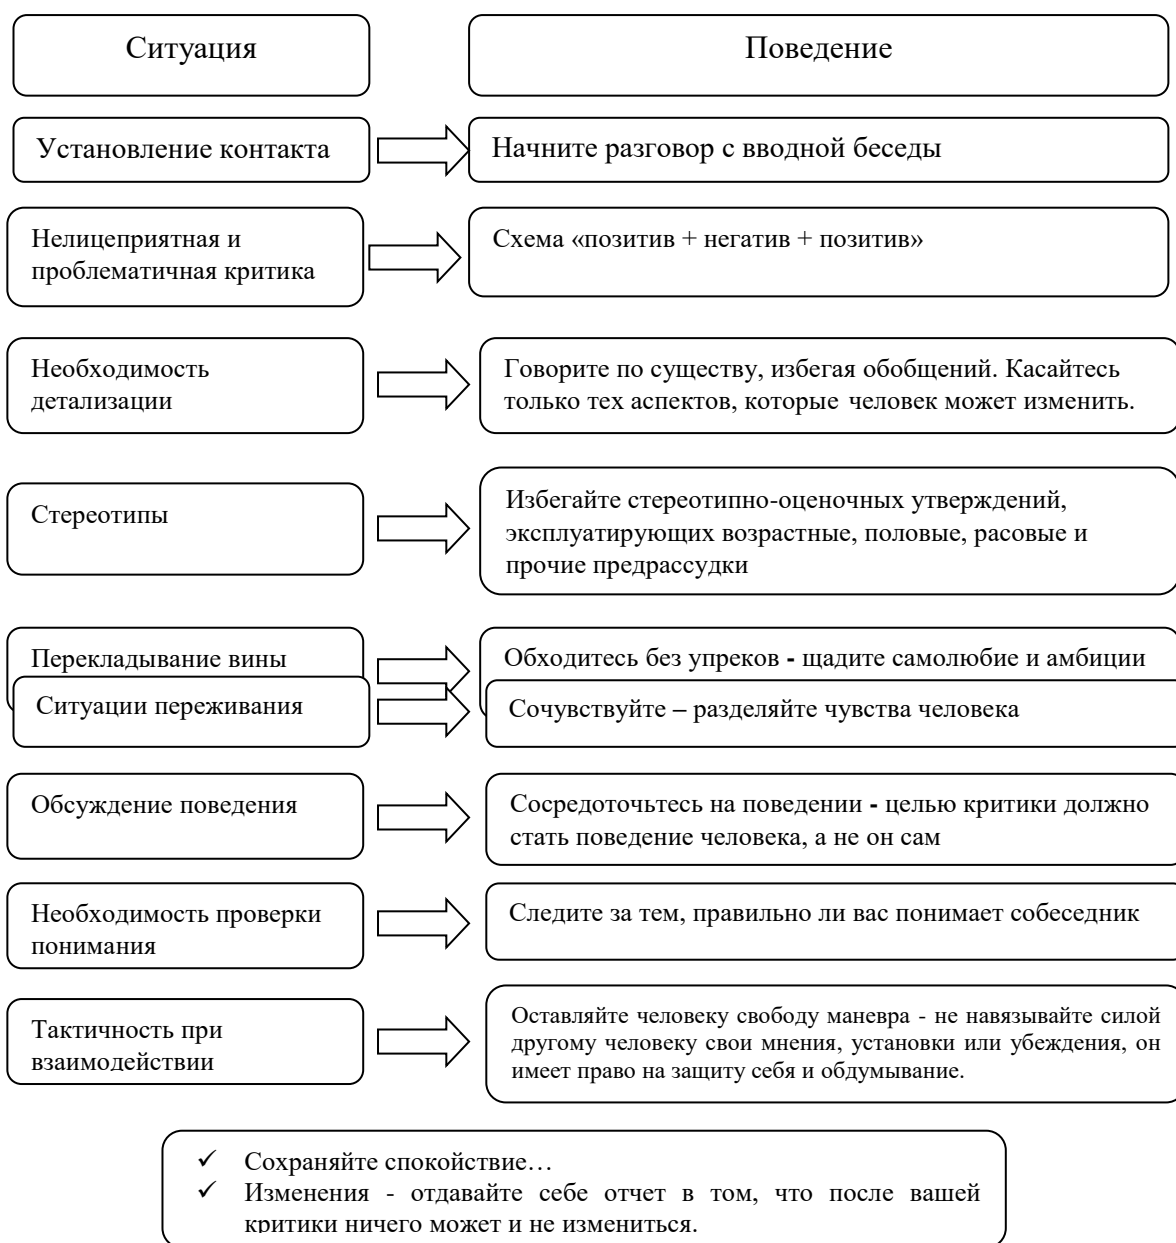 Ситуация
Поведение
Установление контакта
Начните разговор с вводной беседы
Нелицеприятная и
проблематичная критика
Схема «позитив + негатив + позитив»
Необходимость
детализации
Говорите по существу, избегая обобщений. Касайтесь
только тех аспектов, которые человек может изменить.
Стереотипы
Избегайте стереотипно-оценочных утверждений,
эксплуатирующих возрастные, половые, расовые и
прочие предрассудки
Перекладывание вины
Обходитесь без упреков - щадите самолюбие и амбиции
Ситуации переживания
Сочувствуйте – разделяйте чувства человека
Обсуждение поведения
Сосредоточьтесь на поведении - целью критики должно
стать поведение человека, а не он сам
Необходимость проверки
понимания
Следите за тем, правильно ли вас понимает собеседник
Тактичность при
взаимодействии
Оставляйте человеку свободу маневра - не навязывайте силой
другому человеку свои мнения, установки или убеждения, он
имеет право на защиту себя и обдумывание.
✓ Сохраняйте спокойствие…
✓ Изменения - отдавайте себе отчет в том, что после вашей
критики ничего может и не измениться.